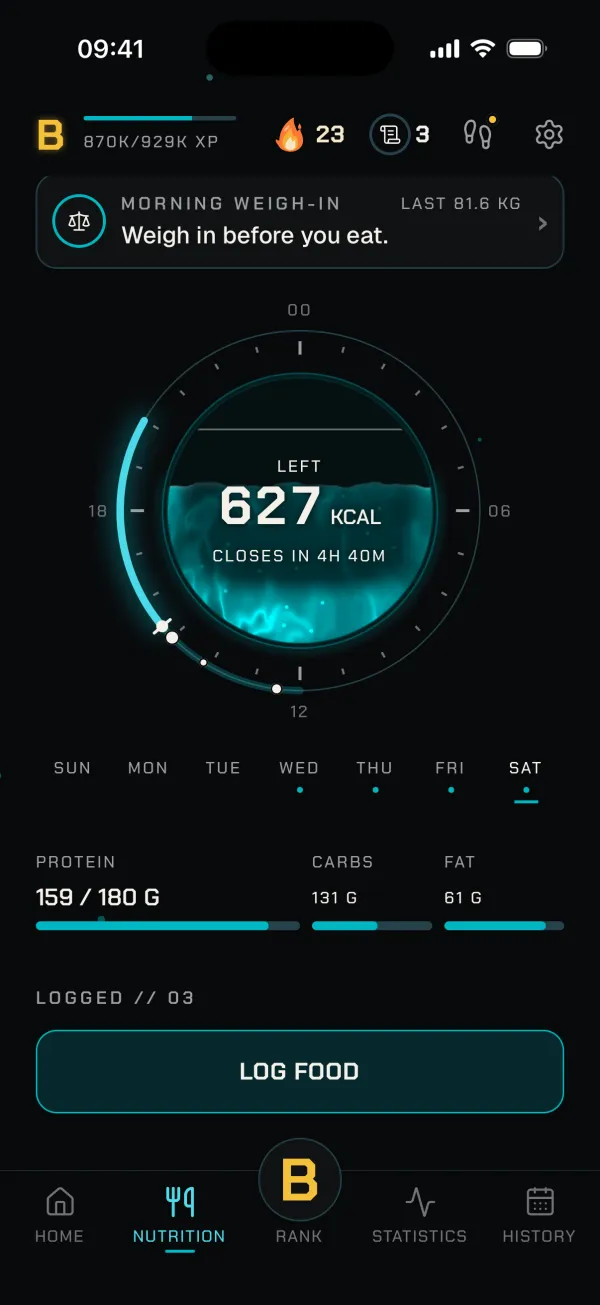 09:41
B
870K/929K XP
23
3
MORNING WEIGH-IN
LAST 81.6 KG
Weigh in before you eat.
00
18
06
12
LEFT
627 KCAL
CLOSES IN 4H 40M
SUN MON TUE WED THU FRI SAT
PROTEIN CARBS FAT
159 / 180 G 131 G 61 G
LOGGED // 03
LOG FOOD
B
HOME NUTRITION RANK STATISTICS HISTORY